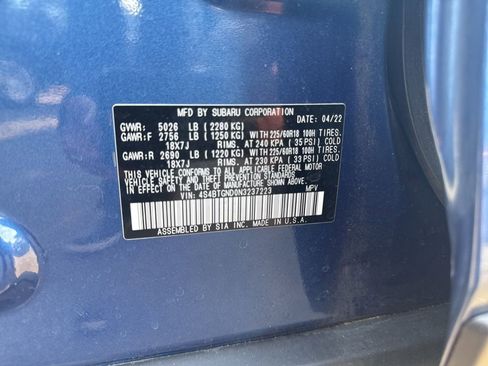 MFD BY SUBARU CORPORATION
DATE: 04/22
GVWR: 5026 LB (2280 KG)
GAWR:F 2756 LB (1250 KG) WITH 225/60R18 100H TIRES,
18X7J RIMS, AT 240 KPA (35 PSI) COLD
GAWR:R 2690 LB (1220 KG) WITH 225/60R18 100H TIRES,
18X7J RIMS, AT 230 KPA (33 PSI) COLD
THIS VEHICLE CONFORMS TO ALL APPLICABLE FEDERAL MOTOR
VEHICLE SAFETY STANDARDS IN EFFECT ON THE DATE OF
MANUFACTURE SHOWN ABOVE.
VIN: 4S4BTGND0N3237223 MPV
ASSEMBLED BY SIA INC. MADE IN U.S.A.